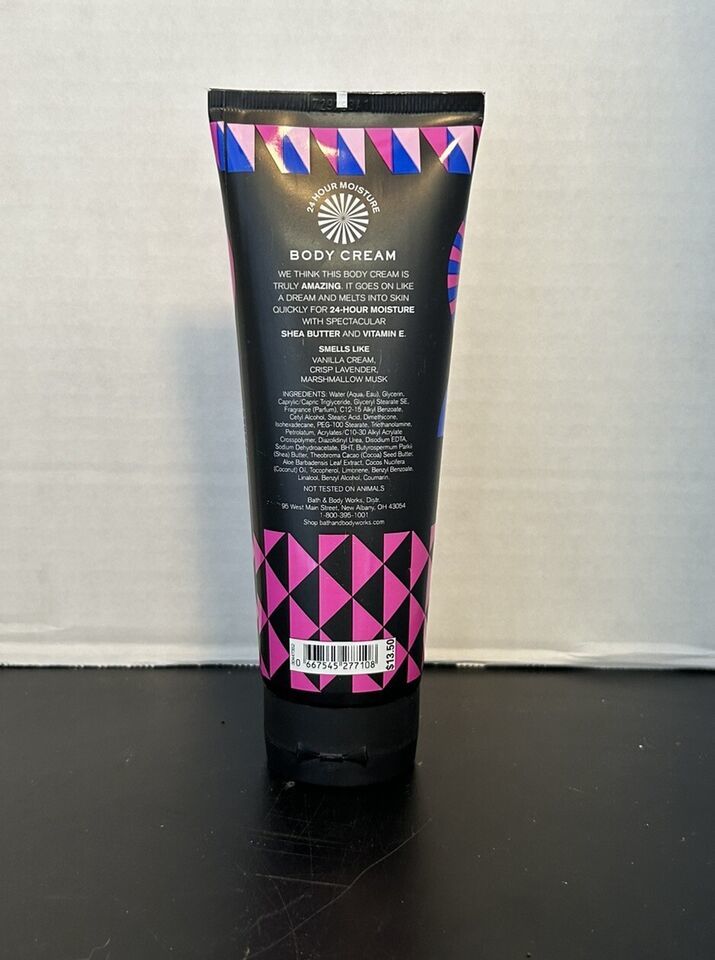 24 HOUR MOISTURE
BODY CREAM
WE THINK THIS BODY CREAM IS
TRULY AMAZING. IT GOES ON LIKE
A DREAM AND MELTS INTO SKIN
QUICKLY FOR 24-HOUR MOISTURE
WITH SPECTACULAR
SHEA BUTTER AND VITAMIN E.
SMELLS LIKE
VANILLA CREAM,
CRISP LAVENDER,
MARSHMALLOW MUSK
INGREDIENTS: Water (Aqua, Eau), Glycerin,
Caprylic/Capric Triglyceride, Glyceryl Stearate SE,
Fragrance (Parfum), C12-15 Alkyl Benzoate,
Cetyl Alcohol, Stearic Acid, Dimethicone,
Isohexadecane, PEG-100 Stearate, Triethanolamine,
Petrolatum, Acrylates/C10-30 Alkyl Acrylate
Crosspolymer, Diazolidinyl Urea, Disodium EDTA,
Sodium Dehydroacetate, BHT, Butyrospermum Parkii
(Shea) Butter, Theobroma Cacao (Cocoa) Seed Butter,
Aloe Barbadensis Leaf Extract, Cocos Nucifera
(Coconut) Oil, Tocopherol, Limonene, Benzyl Benzoate,
Linalool, Benzyl Alcohol, Coumarin.
NOT TESTED ON ANIMALS
Bath & Body Works, Distr.
95 West Main Street, New Albany, OH 43054
1-800-395-1001
Shop bathandbodyworks.com
0 667545 277108
$13.50